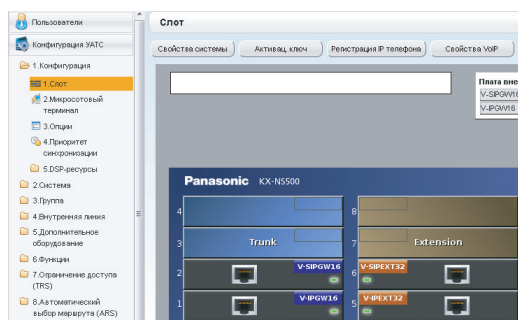 Пользователи
Конфигурация УАТС
1.Конфигурация
1.Слот
2.Микросотовый
терминал
3.Опции
4.Приоритет
синхронизации
5.DSP-ресурсы
2.Система
3.Группа
4.Внутренняя линия
5.Дополнительное
оборудование
6.Функции
7.Ограничение доступа
(TRS)
8.Автоматический
выбор маршрута (ARS)
Слот
Свойства системы
Активац. ключ
Регистрация IP телефона
Свойства VoIP
Плата вне
V-SIPGW16
V-IPGW16
Panasonic KX-NS500
4
8
3 Trunk
7 Extension
2 V-SIPGW16
6 V-SIPEXT32
1 V-IPGW16
5 V-IPEXT32